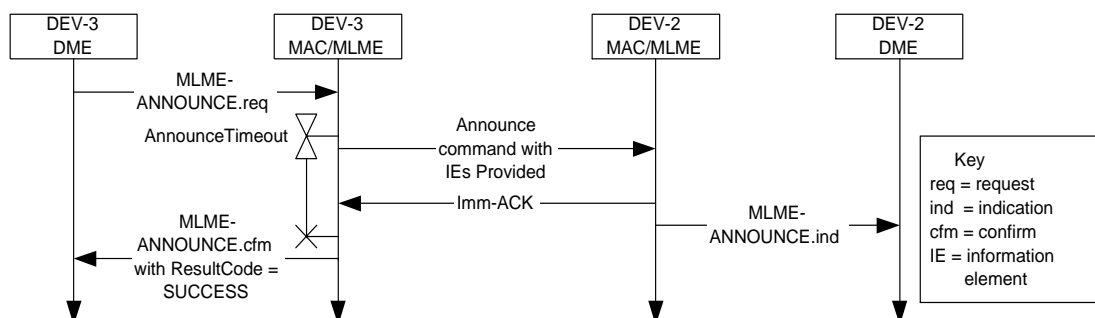 DEV-3
DME
DEV-3
MAC/MLME
DEV-2
MAC/MLME
DEV-2
DME
MLME-
ANNOUNCE.req
AnnounceTimeout
Announce
command with
IEs Provided
Imm-ACK
MLME-
ANNOUNCE.ind
MLME-
ANNOUNCE.cfm
with ResultCode =
SUCCESS
Key
req = request
ind = indication
cfm = confirm
IE = information
element